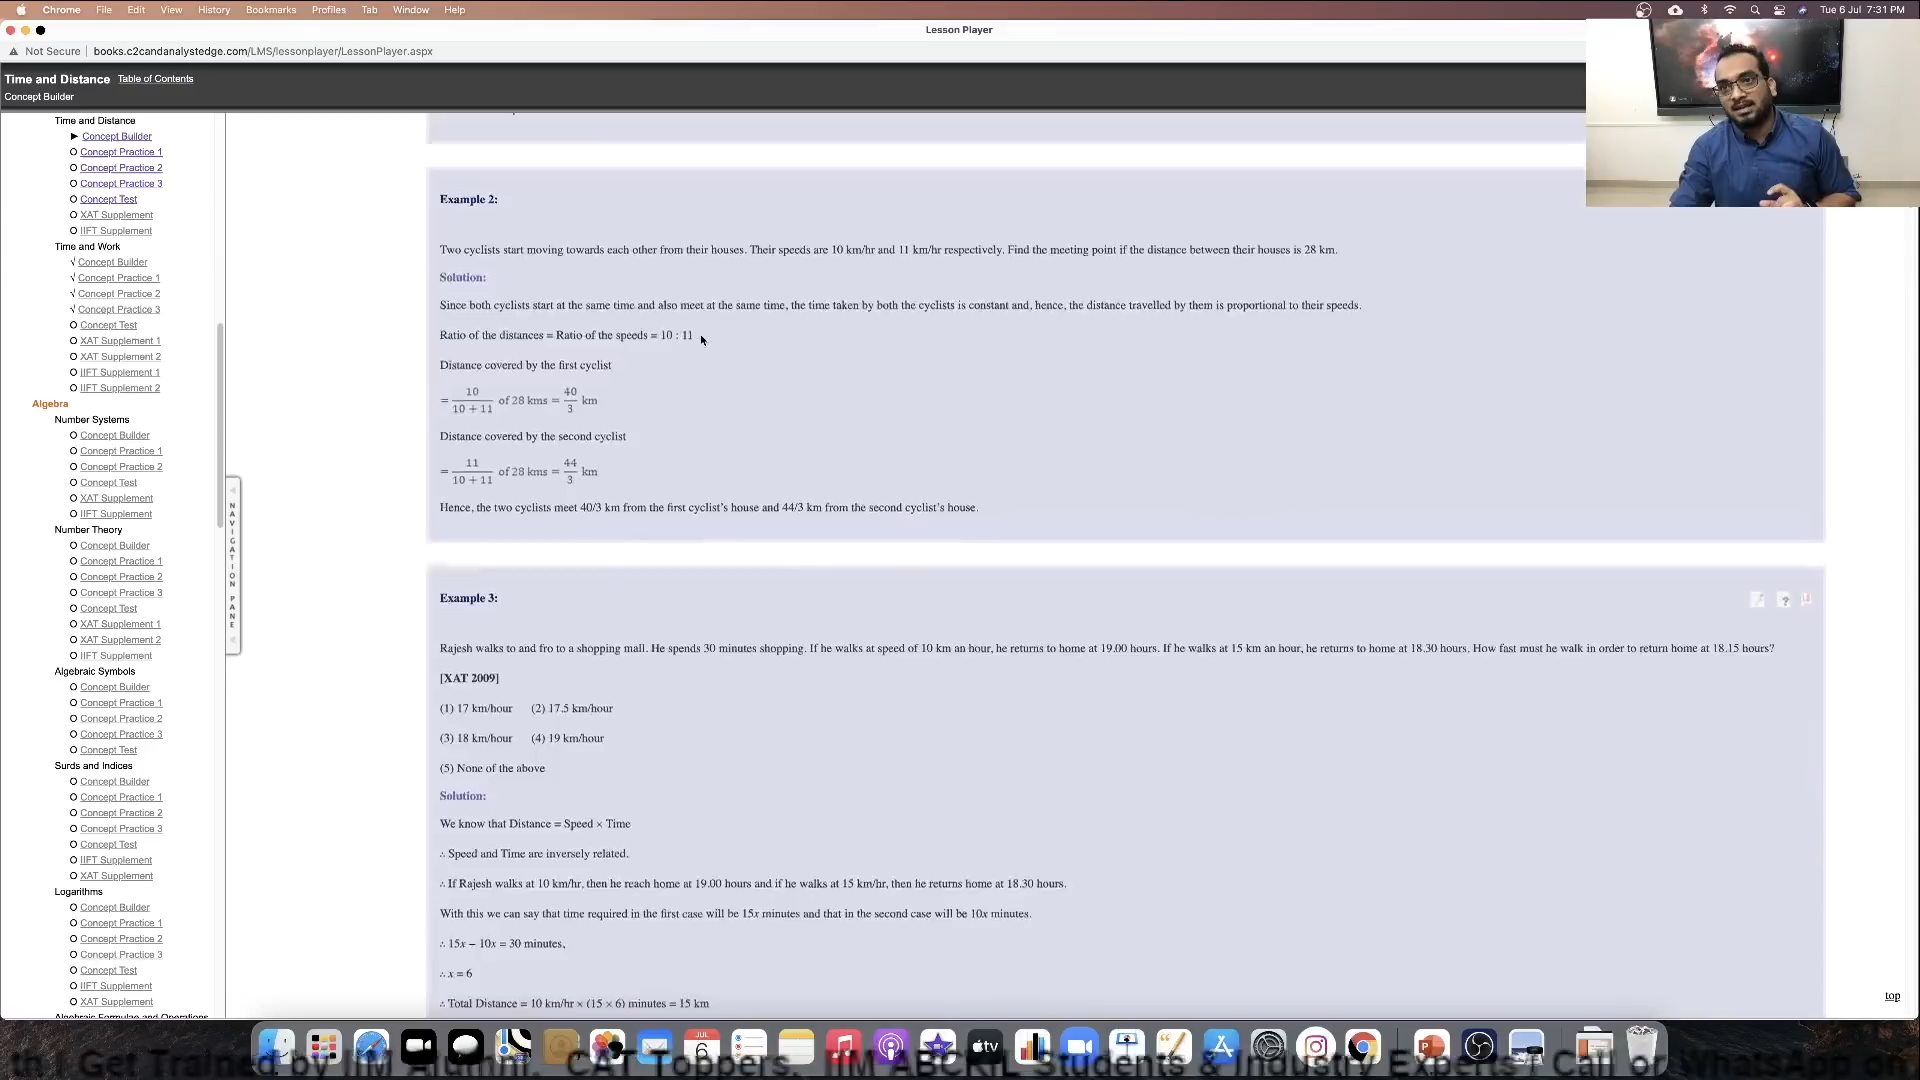 Chrome File Edit View History Bookmarks Profiles Tab Window Help
Tue 6 Jul 7:31 PM
Lesson Player
Not Secure books.c2candanalystedge.com/LMS/lessonplayer/LessonPlayer.aspx
Time and Distance Table of Contents
Concept Builder
Time and Distance
Concept Builder
Concept Practice 1
Concept Practice 2
Concept Practice 3
Concept Test
XAT Supplement
IIFT Supplement
Time and Work
√ Concept Builder
√ Concept Practice 1
√ Concept Practice 2
√ Concept Practice 3
Concept Test
XAT Supplement 1
XAT Supplement 2
IIFT Supplement 1
IIFT Supplement 2
Algebra
Number Systems
Concept Builder
Concept Practice 1
Concept Practice 2
Concept Test
XAT Supplement
IIFT Supplement
Number Theory
Concept Builder
Concept Practice 1
Concept Practice 2
Concept Practice 3
Concept Test
XAT Supplement 1
XAT Supplement 2
IIFT Supplement
Algebraic Symbols
Concept Builder
Concept Practice 1
Concept Practice 2
Concept Practice 3
Concept Test
Surds and Indices
Concept Builder
Concept Practice 1
Concept Practice 2
Concept Practice 3
Concept Test
IIFT Supplement
XAT Supplement
Logarithms
Concept Builder
Concept Practice 1
Concept Practice 2
Concept Practice 3
Concept Test
IIFT Supplement
XAT Supplement
Algebraic Formulae and Operations
NAVIGATION PANE
Example 2:
Two cyclists start moving towards each other from their houses. Their speeds are 10 km/hr and 11 km/hr respectively. Find the meeting point if the distance between their houses is 28 km.
Solution:
Since both cyclists start at the same time and also meet at the same time, the time taken by both the cyclists is constant and, hence, the distance travelled by them is proportional to their speeds.
Ratio of the distances = Ratio of the speeds = 10 : 11
Distance covered by the first cyclist
= 10/(10 + 11) of 28 kms = 40/3 km
Distance covered by the second cyclist
= 11/(10 + 11) of 28 kms = 44/3 km
Hence, the two cyclists meet 40/3 km from the first cyclist's house and 44/3 km from the second cyclist's house.
Example 3:
Rajesh walks to and fro to a shopping mall. He spends 30 minutes shopping. If he walks at speed of 10 km an hour, he returns to home at 19.00 hours. If he walks at 15 km an hour, he returns to home at 18.30 hours. How fast must he walk in order to return home at 18.15 hours?
[XAT 2009]
(1) 17 km/hour (2) 17.5 km/hour
(3) 18 km/hour (4) 19 km/hour
(5) None of the above
Solution:
We know that Distance = Speed × Time
∴ Speed and Time are inversely related.
∴ If Rajesh walks at 10 km/hr, then he reach home at 19.00 hours and if he walks at 15 km/hr, then he returns home at 18.30 hours.
With this we can say that time required in the first case will be 15x minutes and that in the second case will be 10x minutes.
∴ 15x − 10x = 30 minutes,
∴ x = 6
∴ Total Distance = 10 km/hr × (15 × 6) minutes = 15 km
top
JUL
6
tv
Get Trained by IIM Alumni. CAT Toppers. IIM ABCKIL Students & Industry Experts ! Call or WhatsApp on